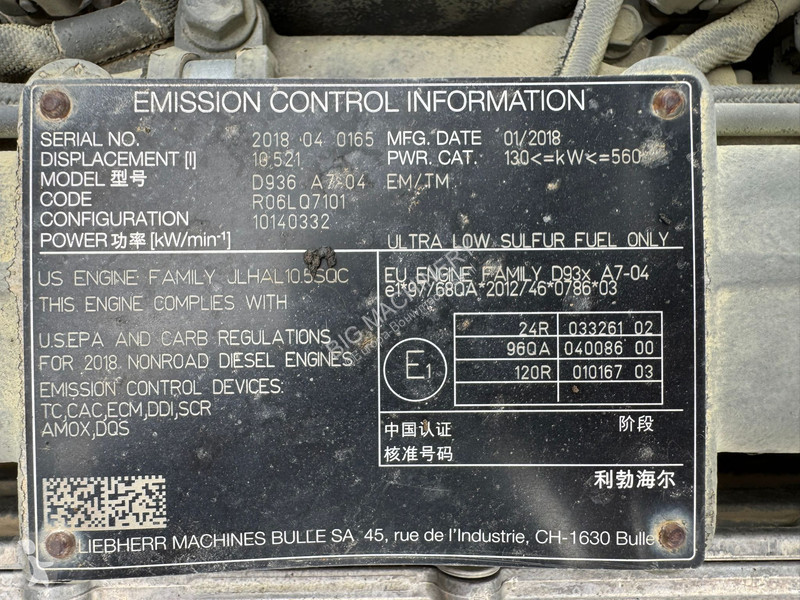 EMISSION CONTROL INFORMATION
SERIAL NO. 2018 04 0165 MFG. DATE 01/2018
DISPLACEMENT [l] 10.521 PWR. CAT. 130<=kW<=560
MODEL 型号 D936 A7-04 EM/TM
CODE R06LQ7101
CONFIGURATION 10140332
POWER 功率 [kW/min-1] ULTRA LOW SULFUR FUEL ONLY
US ENGINE FAMILY JLHAL10.5SQC
THIS ENGINE COMPLIES WITH
U.S.EPA AND CARB REGULATIONS
FOR 2018 NONROAD DIESEL ENGINES
EMISSION CONTROL DEVICES:
TC,CAC,ECM,DDI,SCR
AMOX,DQS
EU ENGINE FAMILY D93x A7-04
e1*97/68QA*2012/46*0786*03
E1
24R 033261 02
96QA 040086 00
120R 010167 03
中国认证 阶段
核准号码
利勃海尔
LIEBHERR MACHINES BULLE SA 45, rue de l'Industrie, CH-1630 Bulle
BIG MACHINERY